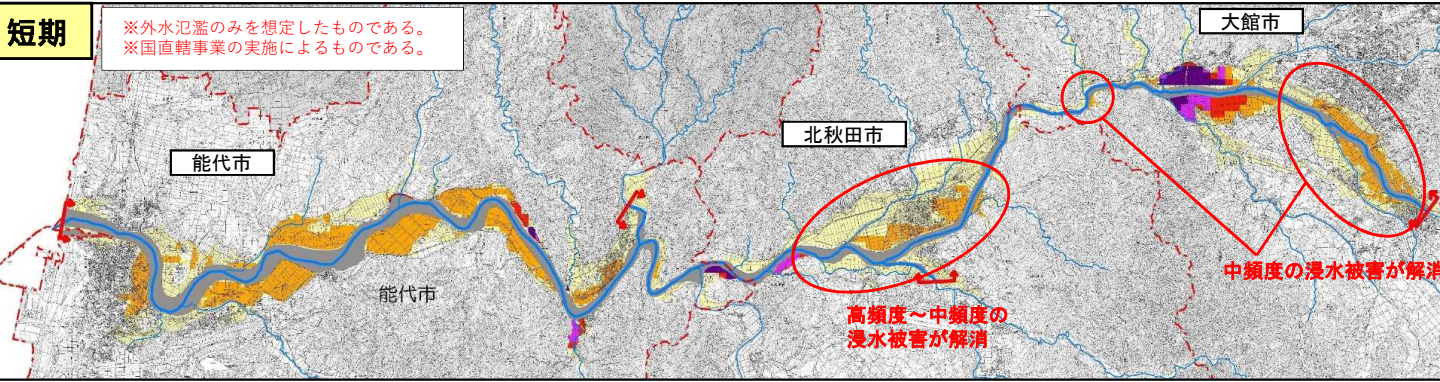 短期
※外水氾濫のみを想定したものである。
※国直轄事業の実施によるものである。
大館市
北秋田市
能代市
能代市
中頻度の浸水被害が解消
高頻度~中頻度の
浸水被害が解消